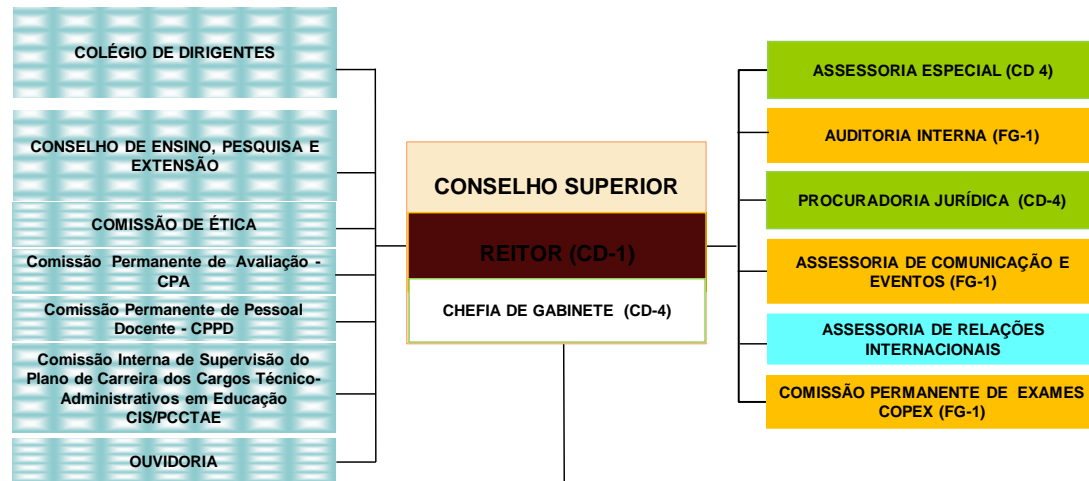 COLÉGIO DE DIRIGENTES
CONSELHO DE ENSINO, PESQUISA E
EXTENSÃO
COMISSÃO DE ÉTICA
Comissão Permanente de Avaliação -
CPA
Comissão Permanente de Pessoal
Docente - CPPD
Comissão Interna de Supervisão do
Plano de Carreira dos Cargos Técnico-
Administrativos em Educação
CIS/PCCTAE
OUVIDORIA
CONSELHO SUPERIOR
REITOR (CD-1)
CHEFIA DE GABINETE (CD-4)
ASSESSORIA ESPECIAL (CD 4)
AUDITORIA INTERNA (FG-1)
PROCURADORIA JURÍDICA (CD-4)
ASSESSORIA DE COMUNICAÇÃO E
EVENTOS (FG-1)
ASSESSORIA DE RELAÇÕES
INTERNACIONAIS
COMISSÃO PERMANENTE DE EXAMES
COPEX (FG-1)